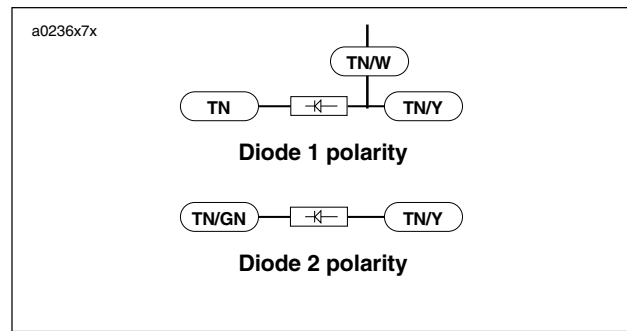 a0236x7x
TN/W
TN TN/Y
Diode 1 polarity
TN/GN TN/Y
Diode 2 polarity